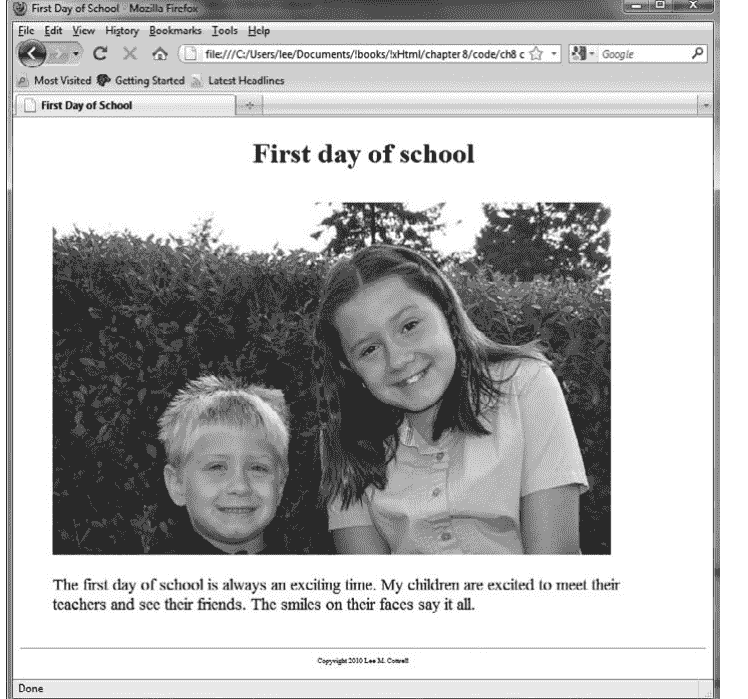 First Day of School - Mozilla Firefox
File Edit View History Bookmarks Tools Help
file:///C:/Users/lee/Documents/!books/!xHtml/chapter8/code/ch8 c Google
Most Visited Getting Started Latest Headlines
First Day of School
First day of school
The first day of school is always an exciting time. My children are excited to meet their
teachers and see their friends. The smiles on their faces say it all.
Copyright 2010 Lee M. Cottrell
Done